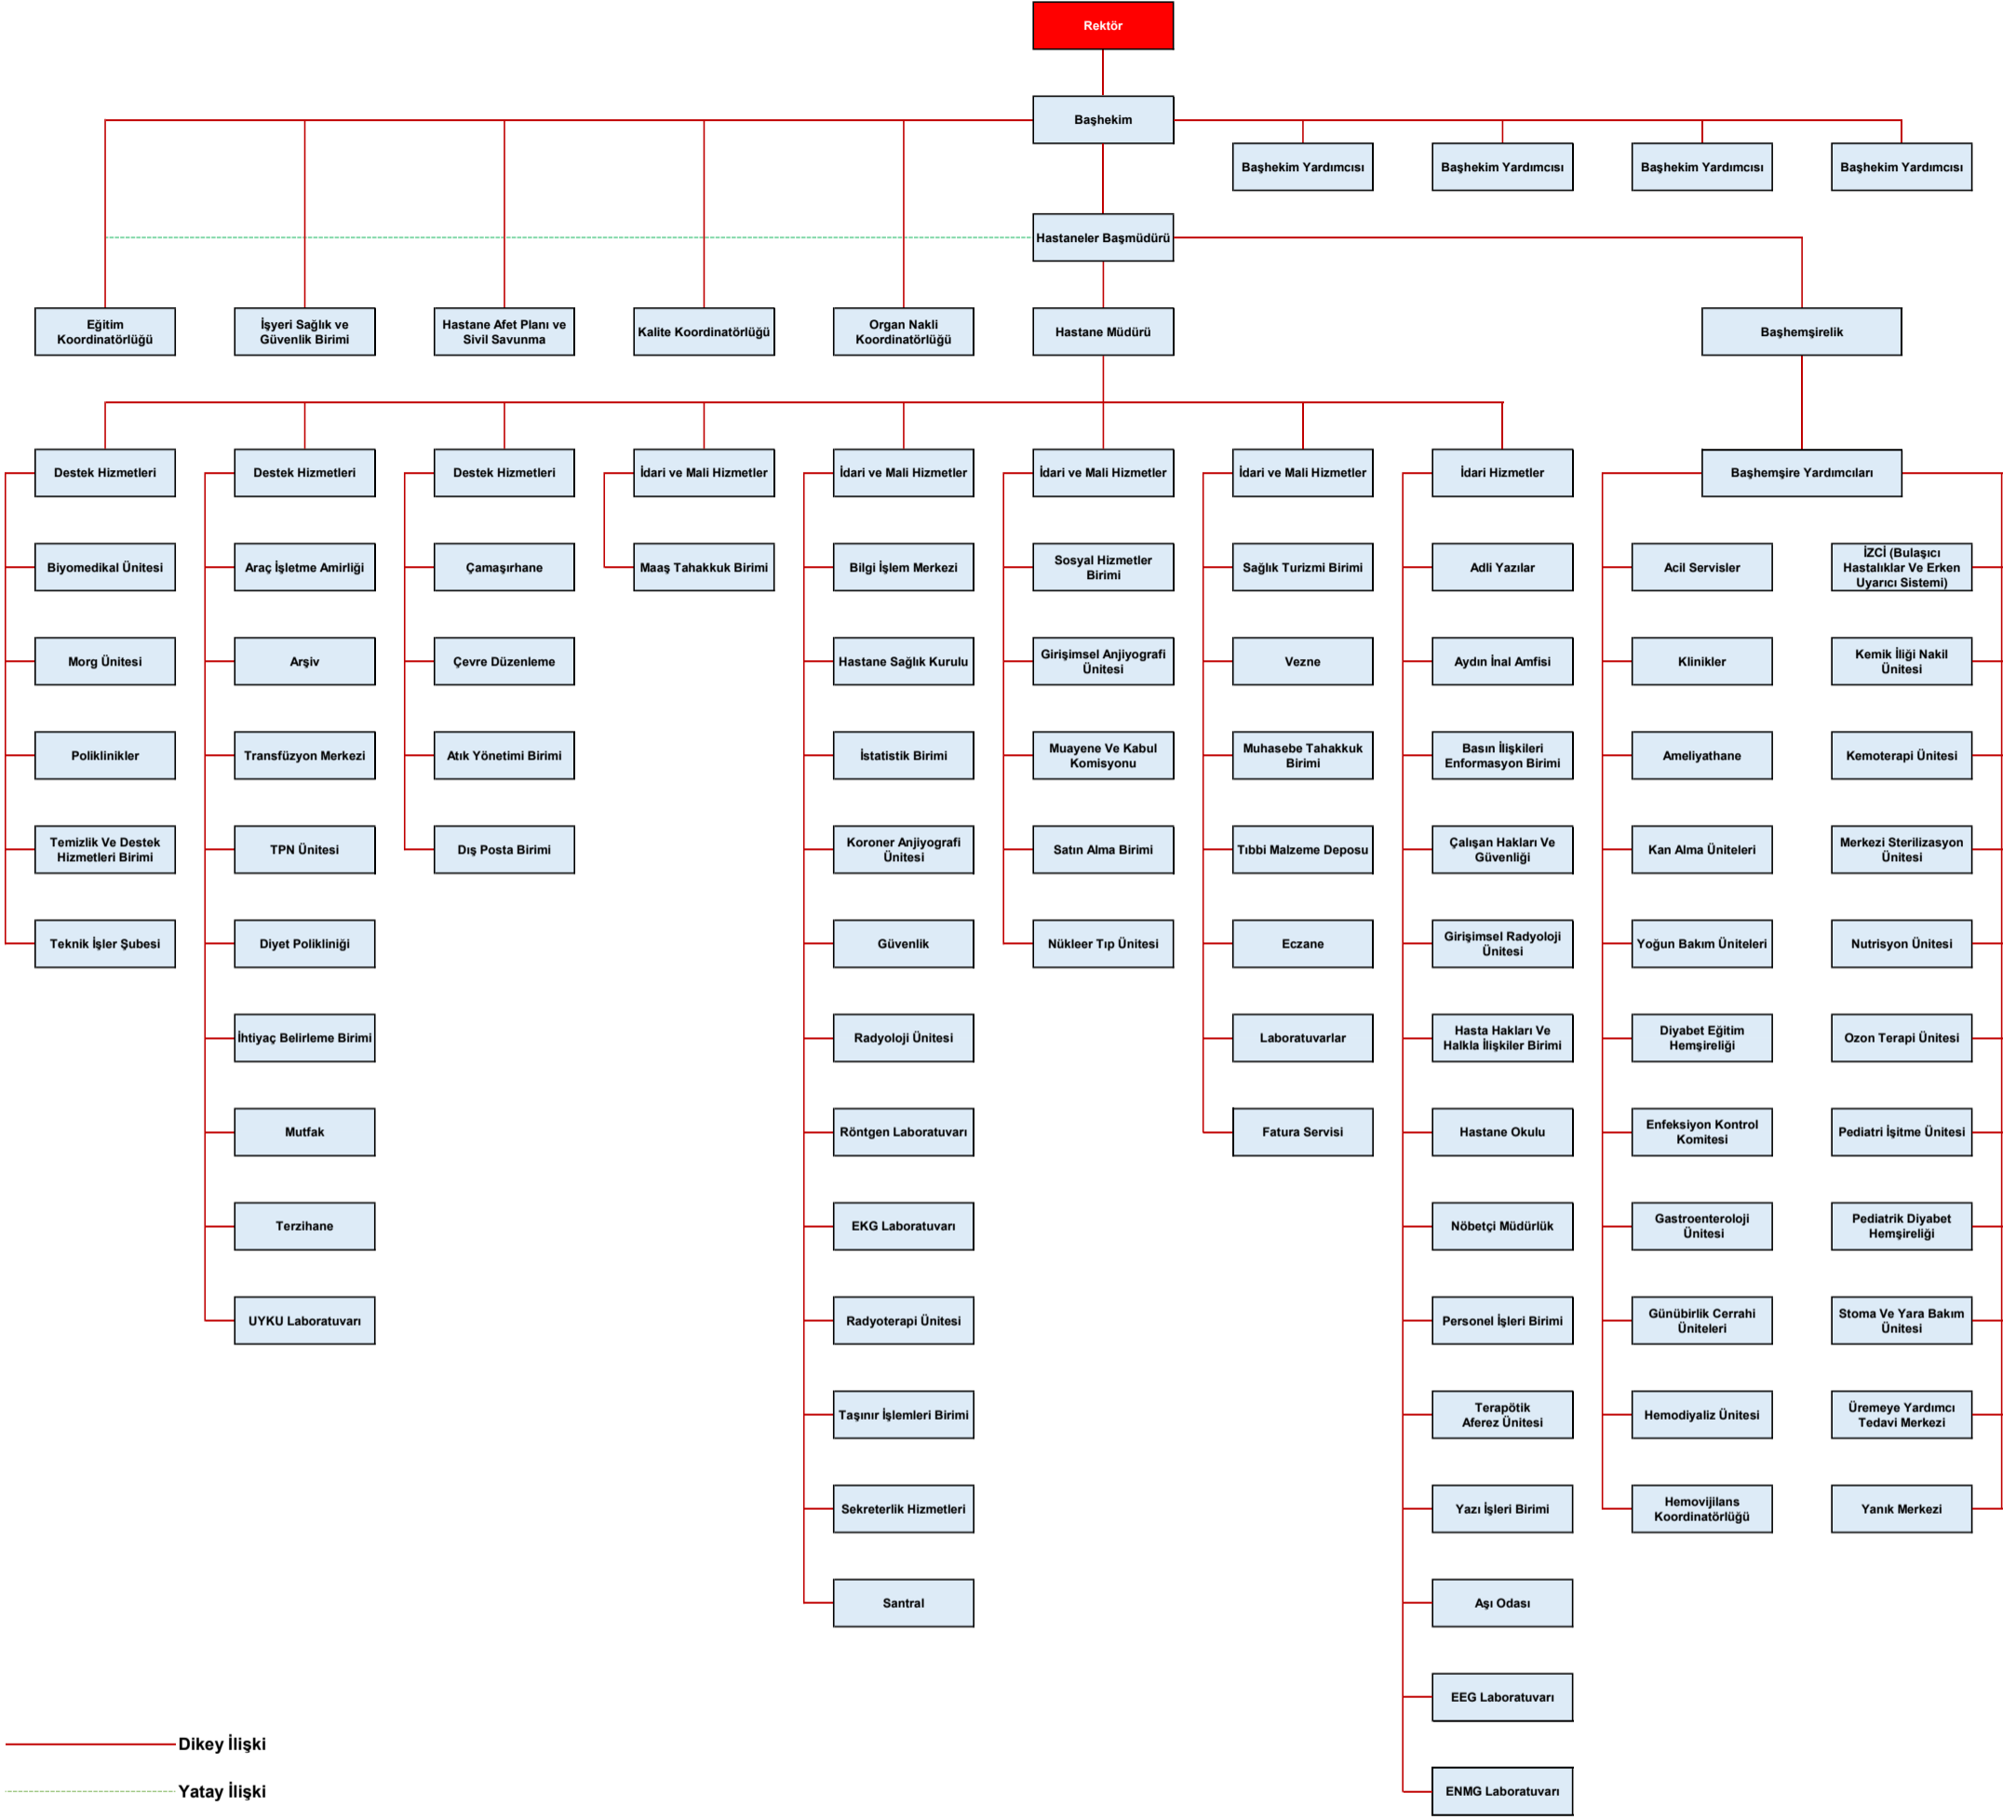 Rektör
Başhekim
Başhekim Yardımcısı
Başhekim Yardımcısı
Başhekim Yardımcısı
Başhekim Yardımcısı
Hastaneler Başmüdürü
Eğitim
Koordinatörlüğü
İşyeri Sağlık ve
Güvenlik Birimi
Hastane Afet Planı ve
Sivil Savunma
Kalite Koordinatörlüğü
Organ Nakli
Koordinatörlüğü
Hastane Müdürü
Başhemşirelik
Destek Hizmetleri
Destek Hizmetleri
Destek Hizmetleri
İdari ve Mali Hizmetler
İdari ve Mali Hizmetler
İdari ve Mali Hizmetler
İdari ve Mali Hizmetler
İdari Hizmetler
Başhemşire Yardımcıları
Biyomedikal Ünitesi
Araç İşletme Amirliği
Çamaşırhane
Maaş Tahakkuk Birimi
Bilgi İşlem Merkezi
Sosyal Hizmetler
Birimi
Sağlık Turizmi Birimi
Adli Yazılar
Acil Servisler
İZCİ (Bulaşıcı
Hastalıklar Ve Erken
Uyarıcı Sistemi)
Morg Ünitesi
Arşiv
Çevre Düzenleme
Hastane Sağlık Kurulu
Girişimsel Anjiyografi
Ünitesi
Vezne
Aydın İnal Amfisi
Klinikler
Kemik İliği Nakil
Ünitesi
Poliklinikler
Transfüzyon Merkezi
Atık Yönetimi Birimi
İstatistik Birimi
Muayene Ve Kabul
Komisyonu
Muhasebe Tahakkuk
Birimi
Basın İlişkileri
Enformasyon Birimi
Ameliyathane
Kemoterapi Ünitesi
Temizlik Ve Destek
Hizmetleri Birimi
TPN Ünitesi
Dış Posta Birimi
Koroner Anjiyografi
Ünitesi
Satın Alma Birimi
Tıbbi Malzeme Deposu
Çalışan Hakları Ve
Güvenliği
Kan Alma Üniteleri
Merkezi Sterilizasyon
Ünitesi
Teknik İşler Şubesi
Diyet Polikliniği
Güvenlik
Nükleer Tıp Ünitesi
Eczane
Girişimsel Radyoloji
Ünitesi
Yoğun Bakım Üniteleri
Nutrisyon Ünitesi
İhtiyaç Belirleme Birimi
Radyoloji Ünitesi
Laboratuvarlar
Hasta Hakları Ve
Halkla İlişkiler Birimi
Diyabet Eğitim
Hemşireliği
Ozon Terapi Ünitesi
Mutfak
Röntgen Laboratuvarı
Fatura Servisi
Hastane Okulu
Enfeksiyon Kontrol
Komitesi
Pediatri İşitme Ünitesi
Terzihane
EKG Laboratuvarı
Nöbetçi Müdürlük
Gastroenteroloji
Ünitesi
Pediatrik Diyabet
Hemşireliği
UYKU Laboratuvarı
Radyoterapi Ünitesi
Personel İşleri Birimi
Günübirlik Cerrahi
Üniteleri
Stoma Ve Yara Bakım
Ünitesi
Taşınır İşlemleri Birimi
Terapötik
Aferez Ünitesi
Hemodiyaliz Ünitesi
Üremeye Yardımcı
Tedavi Merkezi
Sekreterlik Hizmetleri
Yazı İşleri Birimi
Hemovijilans
Koordinatörlüğü
Yanık Merkezi
Santral
Aşı Odası
EEG Laboratuvarı
Dikey İlişki
Yatay İlişki
ENMG Laboratuvarı